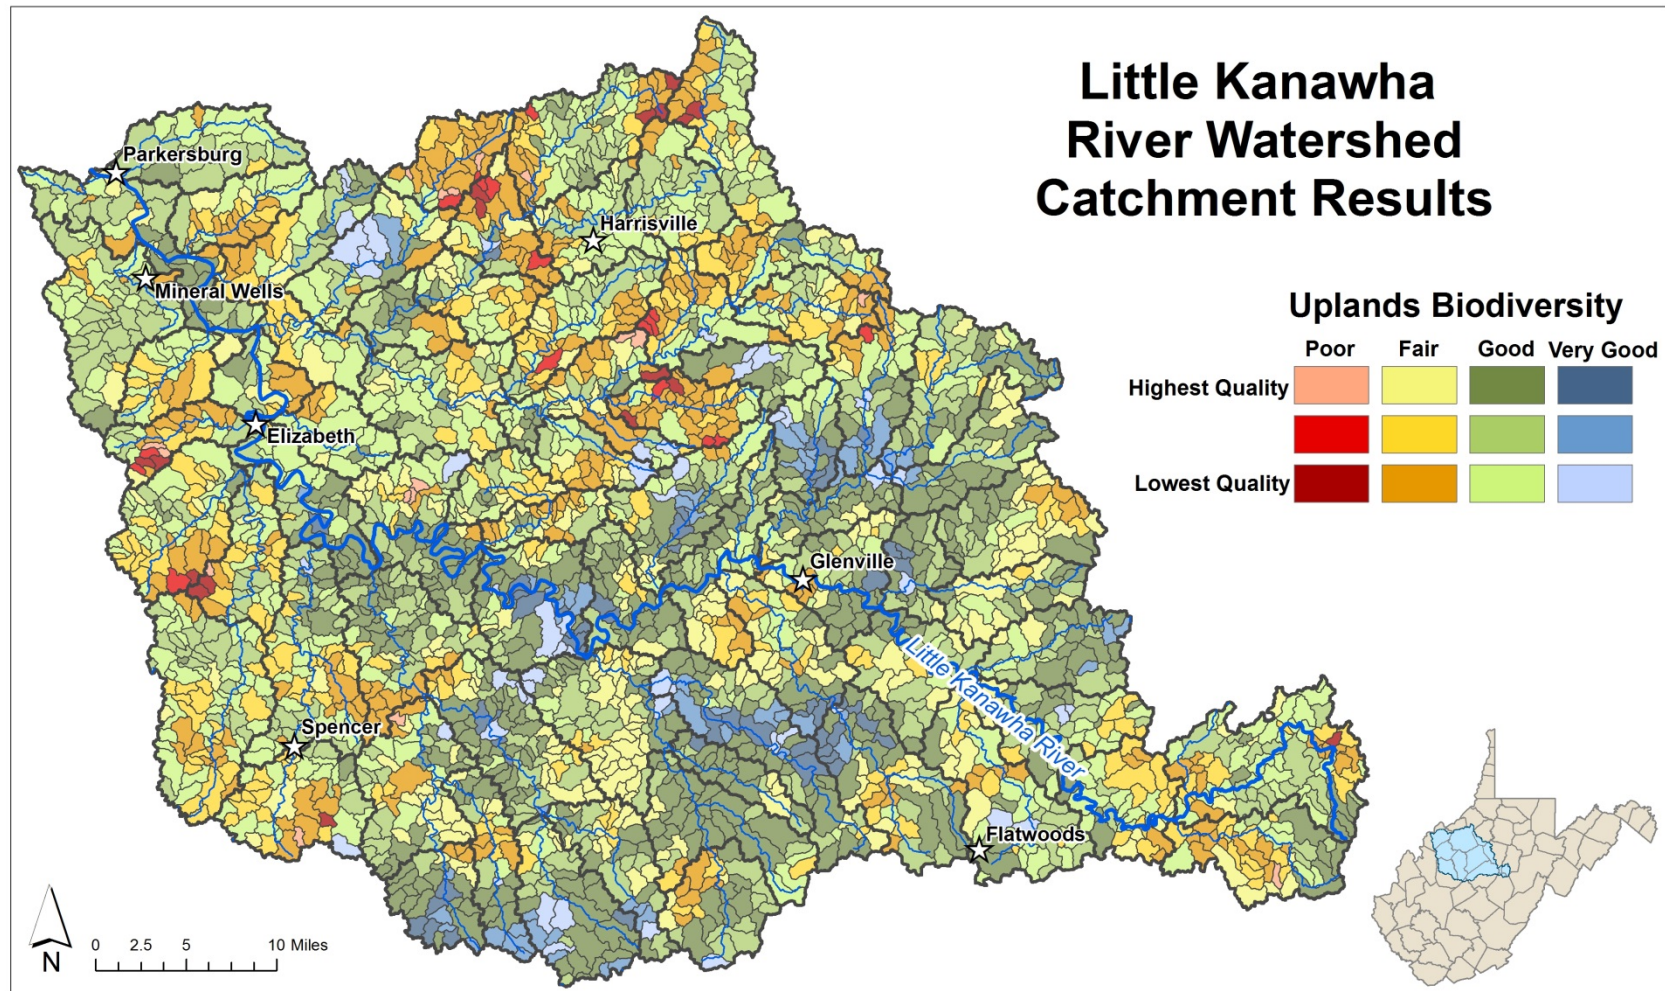 Little Kanawha
River Watershed
Catchment Results
Parkersburg
Harrisville
Mineral Wells
Uplands Biodiversity
Poor Fair Good Very Good
Highest Quality
Lowest Quality
Elizabeth
Glenville
Little Kanawha River
Spencer
Flatwoods
N
0 2.5 5 10 Miles